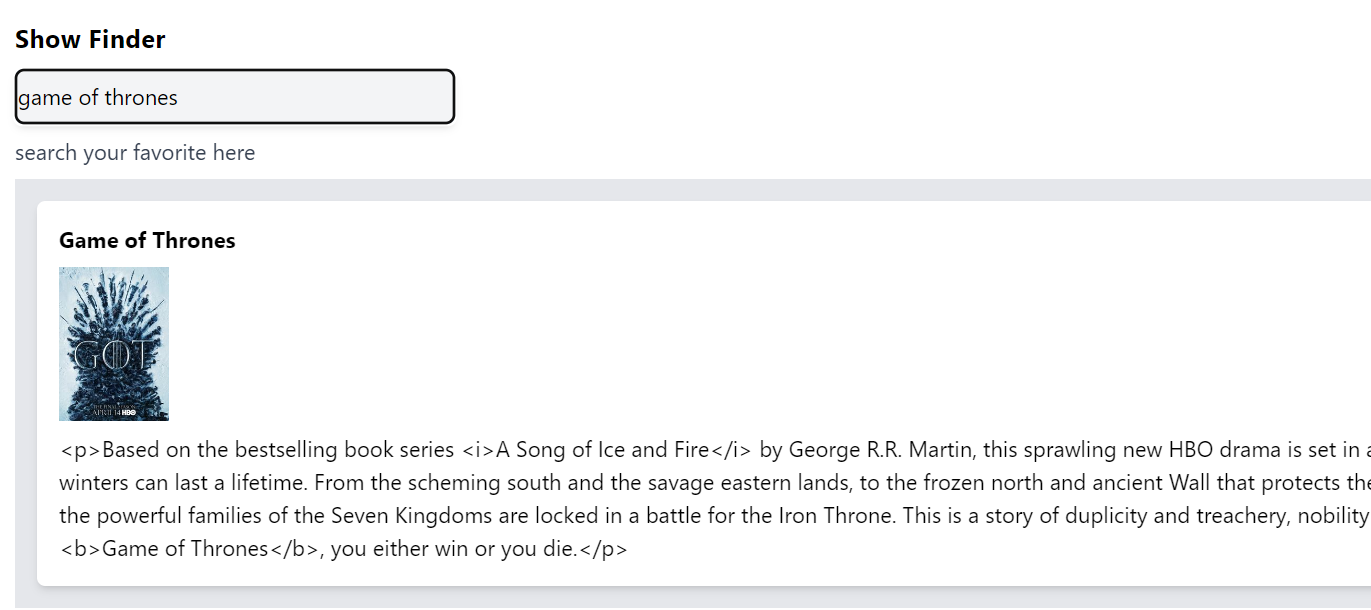 Show Finder
game of thrones
search your favorite here
Game of Thrones
GOT
THE FINAL SEASON
APRIL 14 HBO
<p>Based on the bestselling book series <i>A Song of Ice and Fire</i> by George R.R. Martin, this sprawling new HBO drama is set in a
winters can last a lifetime. From the scheming south and the savage eastern lands, to the frozen north and ancient Wall that protects the
the powerful families of the Seven Kingdoms are locked in a battle for the Iron Throne. This is a story of duplicity and treachery, nobility
<b>Game of Thrones</b>, you either win or you die.</p>